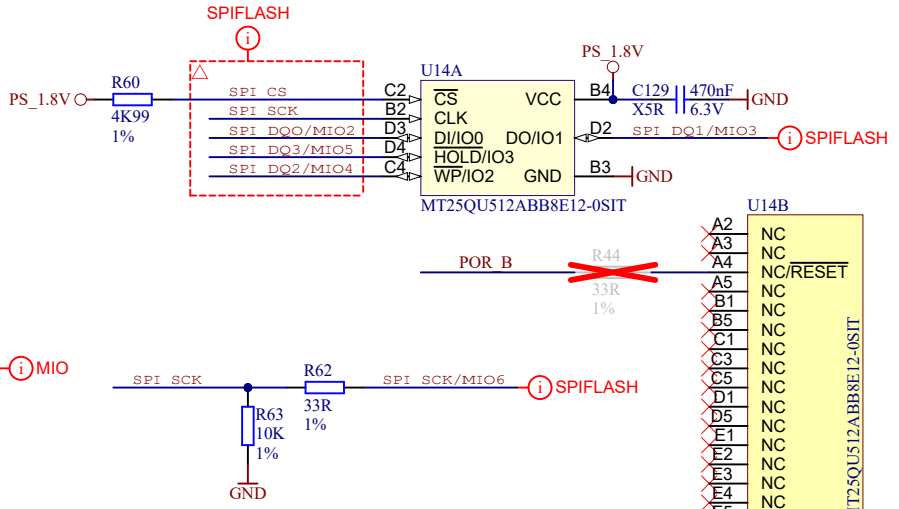 SPIFLASH
i
PS_1.8V
R60
4K99
1%
SPI CS
SPI SCK
SPI DQ0/MIO2
SPI DQ3/MIO5
SPI DQ2/MIO4
C2
B2
D3
D4
C4
U14A
CS
CLK
DI/IO0
HOLD/IO3
WP/IO2
VCC
DO/IO1
GND
MT25QU512ABB8E12-0SIT
PS_1.8V
B4
C129
470nF
X5R
6.3V
GND
D2
SPI DQ1/MIO3
i
SPIFLASH
B3
GND
U14B
A2 NC
A3 NC
POR_B
R44
33R
1%
A4 NC/RESET
A5 NC
B1 NC
B5 NC
C1 NC
C3 NC
C5 NC
D1 NC
D5 NC
E1 NC
E2 NC
E3 NC
E4 NC
i
MIO
SPI SCK
R62
33R
1%
SPI SCK/MIO6
i
SPIFLASH
R63
10K
1%
GND